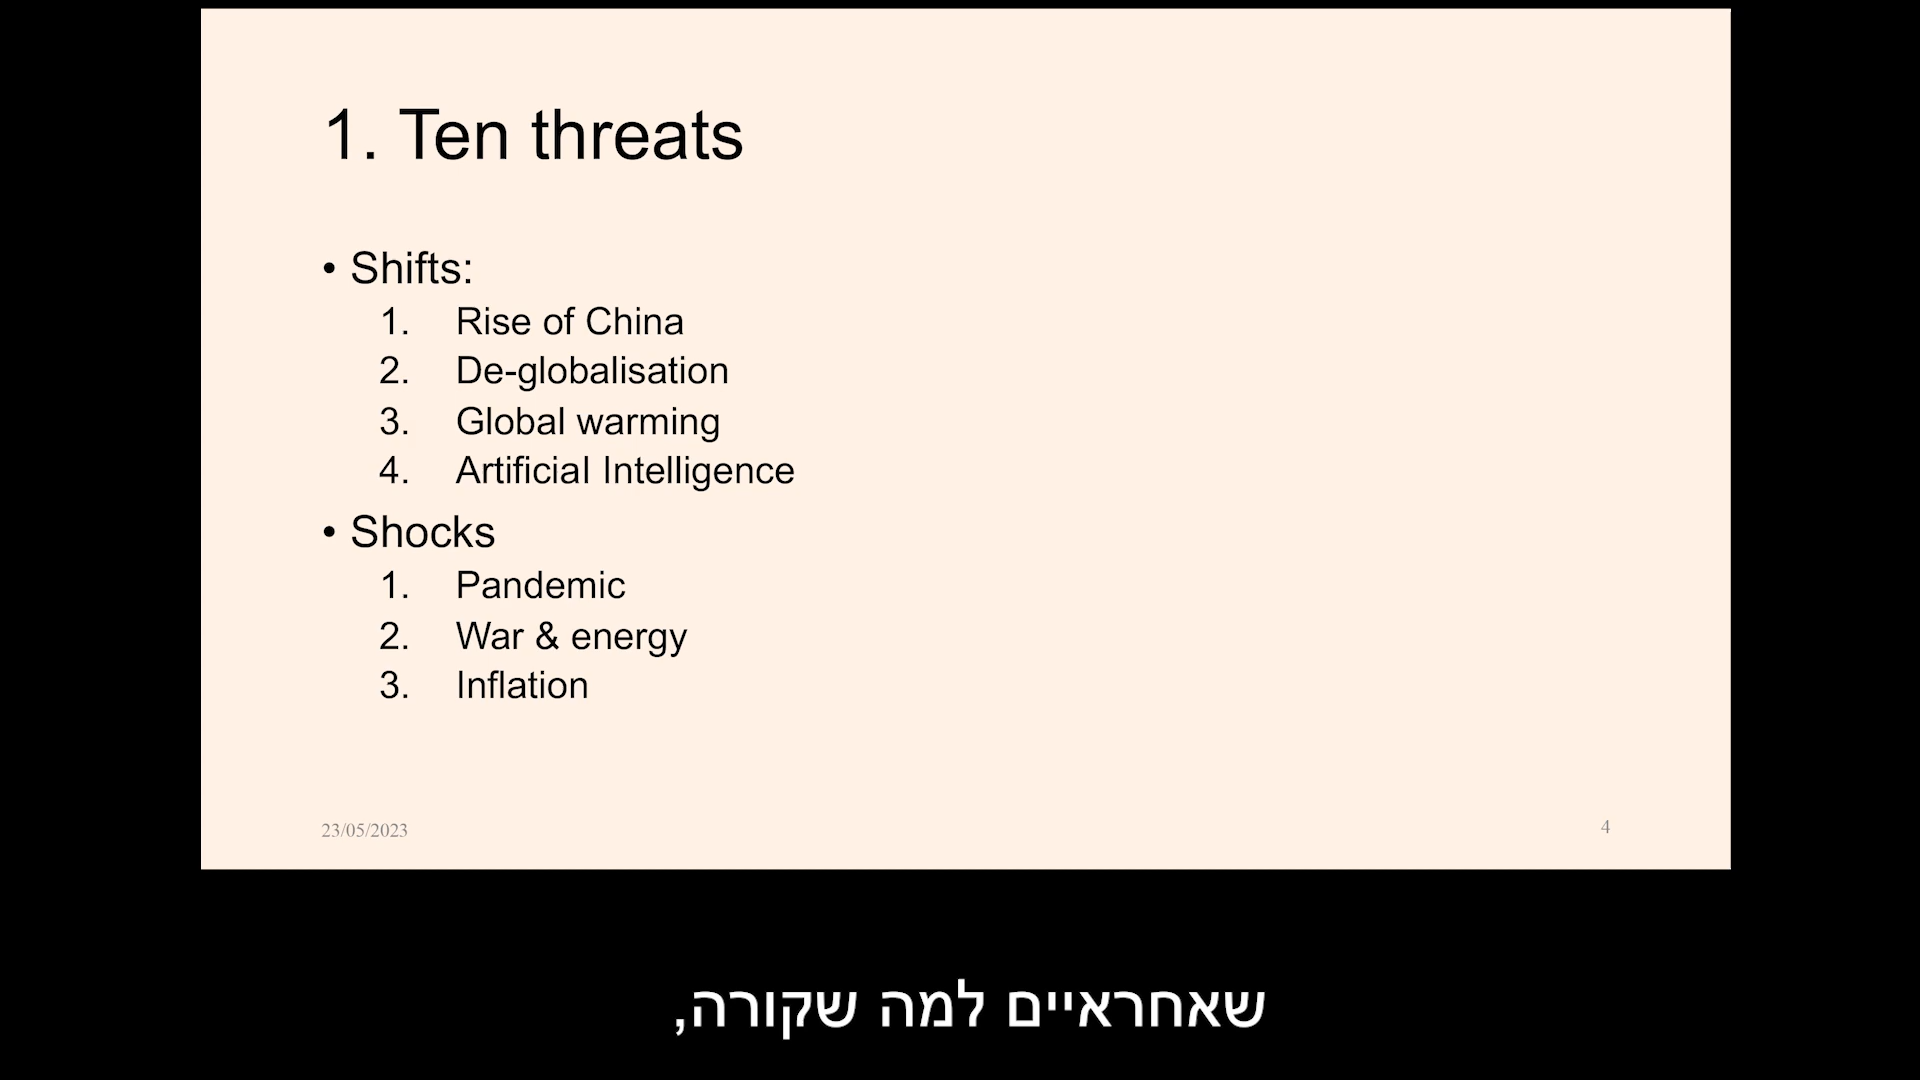 1. Ten threats
• Shifts:
1. Rise of China
2. De-globalisation
3. Global warming
4. Artificial Intelligence
• Shocks
1. Pandemic
2. War & energy
3. Inflation
23/05/2023
4
שאחראיים למה שקורה,